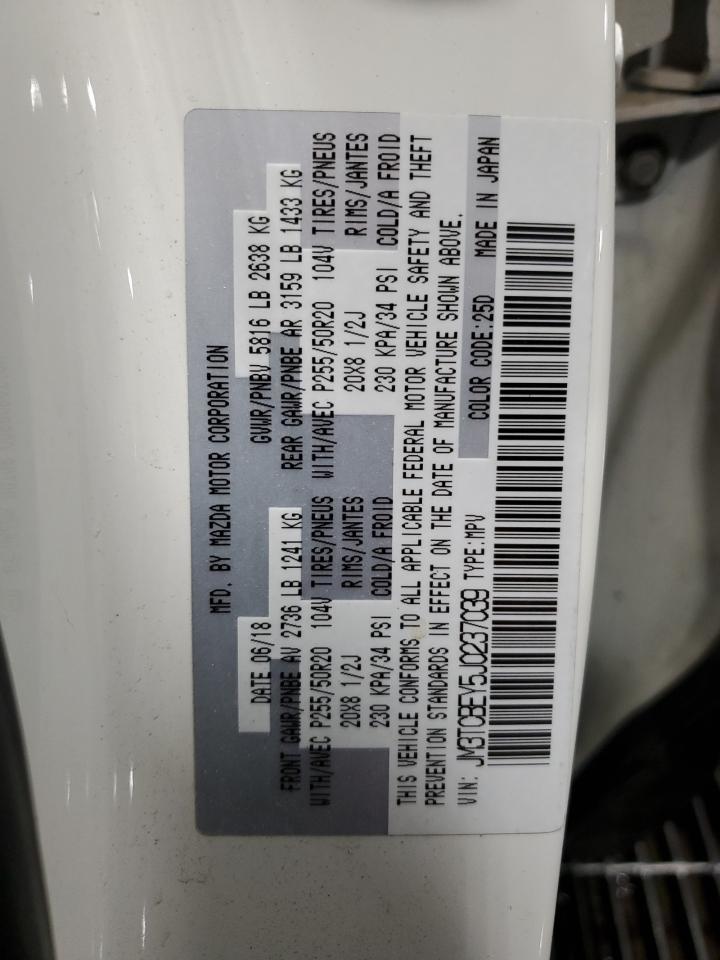 MFD. BY MAZDA MOTOR CORPORATION
DATE 06/18 GVWR/PNBV 5816 LB 2638 KG
FRONT GAWR/PNBE AV 2736 LB 1241 KG REAR GAWR/PNBE AR 3159 LB 1433 KG
WITH/AVEC P255/50R20 104V TIRES/PNEUS WITH/AVEC P255/50R20 104V TIRES/PNEUS
20X8 1/2J RIMS/JANTES 20X8 1/2J RIMS/JANTES
230 KPA/34 PSI COLD/A FROID 230 KPA/34 PSI COLD/A FROID
THIS VEHICLE CONFORMS TO ALL APPLICABLE FEDERAL MOTOR VEHICLE SAFETY AND THEFT
PREVENTION STANDARDS IN EFFECT ON THE DATE OF MANUFACTURE SHOWN ABOVE.
VIN: JM3TCBEY5J0237039 TYPE:MPV COLOR CODE:25D MADE IN JAPAN